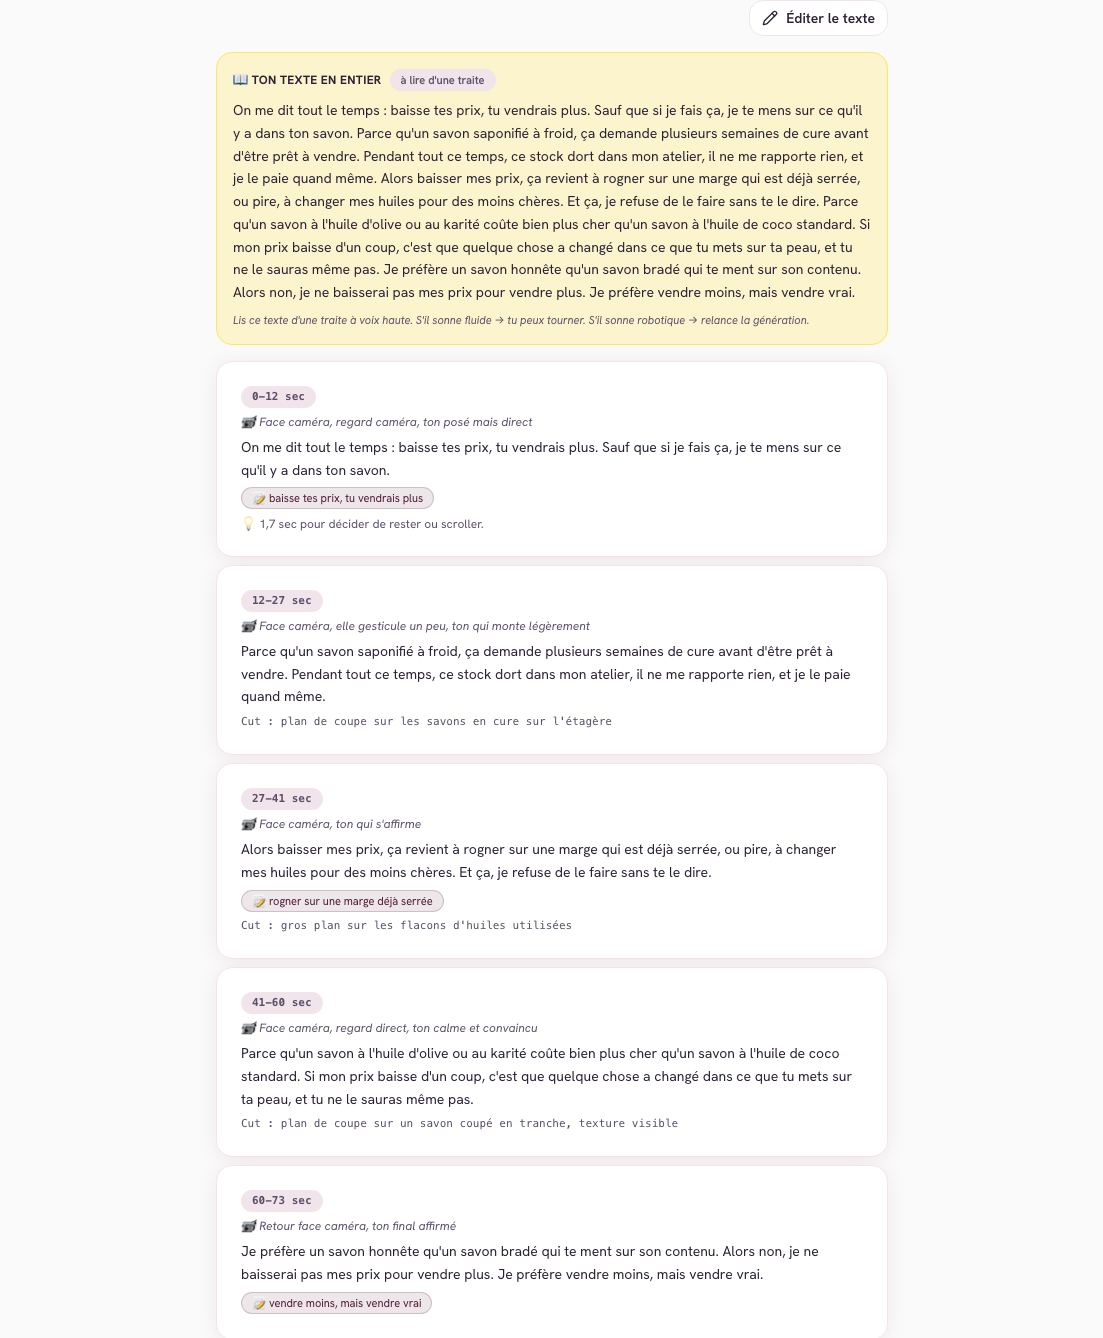 Éditer le texte
📖 TON TEXTE EN ENTIER à lire d'une traite
On me dit tout le temps : baisse tes prix, tu vendrais plus. Sauf que si je fais ça, je te mens sur ce qu'il
y a dans ton savon. Parce qu'un savon saponifié à froid, ça demande plusieurs semaines de cure avant
d'être prêt à vendre. Pendant tout ce temps, ce stock dort dans mon atelier, il ne me rapporte rien, et
je le paie quand même. Alors baisser mes prix, ça revient à rogner sur une marge qui est déjà serrée,
ou pire, à changer mes huiles pour des moins chères. Et ça, je refuse de le faire sans te le dire. Parce
qu'un savon à l'huile d'olive ou au karité coûte bien plus cher qu'un savon à l'huile de coco standard. Si
mon prix baisse d'un coup, c'est que quelque chose a changé dans ce que tu mets sur ta peau, et tu
ne le sauras même pas. Je préfère un savon honnête qu'un savon bradé qui te ment sur son contenu.
Alors non, je ne baisserai pas mes prix pour vendre plus. Je préfère vendre moins, mais vendre vrai.
Lis ce texte d'une traite à voix haute. S'il sonne fluide → tu peux tourner. S'il sonne robotique → relance la génération.
0–12 sec
Face caméra, regard caméra, ton posé mais direct
On me dit tout le temps : baisse tes prix, tu vendrais plus. Sauf que si je fais ça, je te mens sur ce
qu'il y a dans ton savon.
baisse tes prix, tu vendrais plus
💡 1,7 sec pour décider de rester ou scroller.
12–27 sec
Face caméra, elle gesticule un peu, ton qui monte légèrement
Parce qu'un savon saponifié à froid, ça demande plusieurs semaines de cure avant d'être prêt à
vendre. Pendant tout ce temps, ce stock dort dans mon atelier, il ne me rapporte rien, et je le paie
quand même.
Cut : plan de coupe sur les savons en cure sur l'étagère
27–41 sec
Face caméra, ton qui s'affirme
Alors baisser mes prix, ça revient à rogner sur une marge qui est déjà serrée, ou pire, à changer
mes huiles pour des moins chères. Et ça, je refuse de le faire sans te le dire.
rogner sur une marge déjà serrée
Cut : gros plan sur les flacons d'huiles utilisées
41–60 sec
Face caméra, regard direct, ton calme et convaincu
Parce qu'un savon à l'huile d'olive ou au karité coûte bien plus cher qu'un savon à l'huile de coco
standard. Si mon prix baisse d'un coup, c'est que quelque chose a changé dans ce que tu mets sur
ta peau, et tu ne le sauras même pas.
Cut : plan de coupe sur un savon coupé en tranche, texture visible
60–73 sec
Retour face caméra, ton final affirmé
Je préfère un savon honnête qu'un savon bradé qui te ment sur son contenu. Alors non, je ne
baisserai pas mes prix pour vendre plus. Je préfère vendre moins, mais vendre vrai.
vendre moins, mais vendre vrai